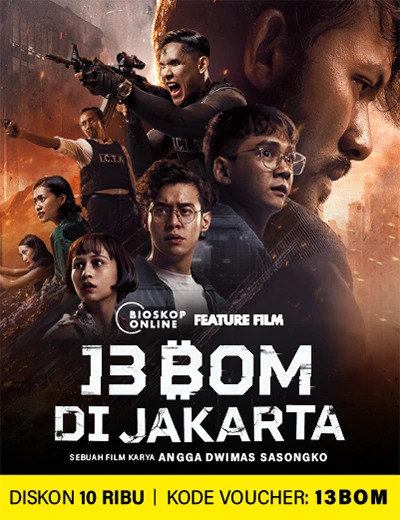 I.C.T.A
I.C.T.A
BIOSKOP
ONLINE
FEATURE FILM
13 BOM
DI JAKARTA
SEBUAH FILM KARYA ANGGA DWIMAS SASONGKO
DISKON 10 RIBU | KODE VOUCHER: 13BOM